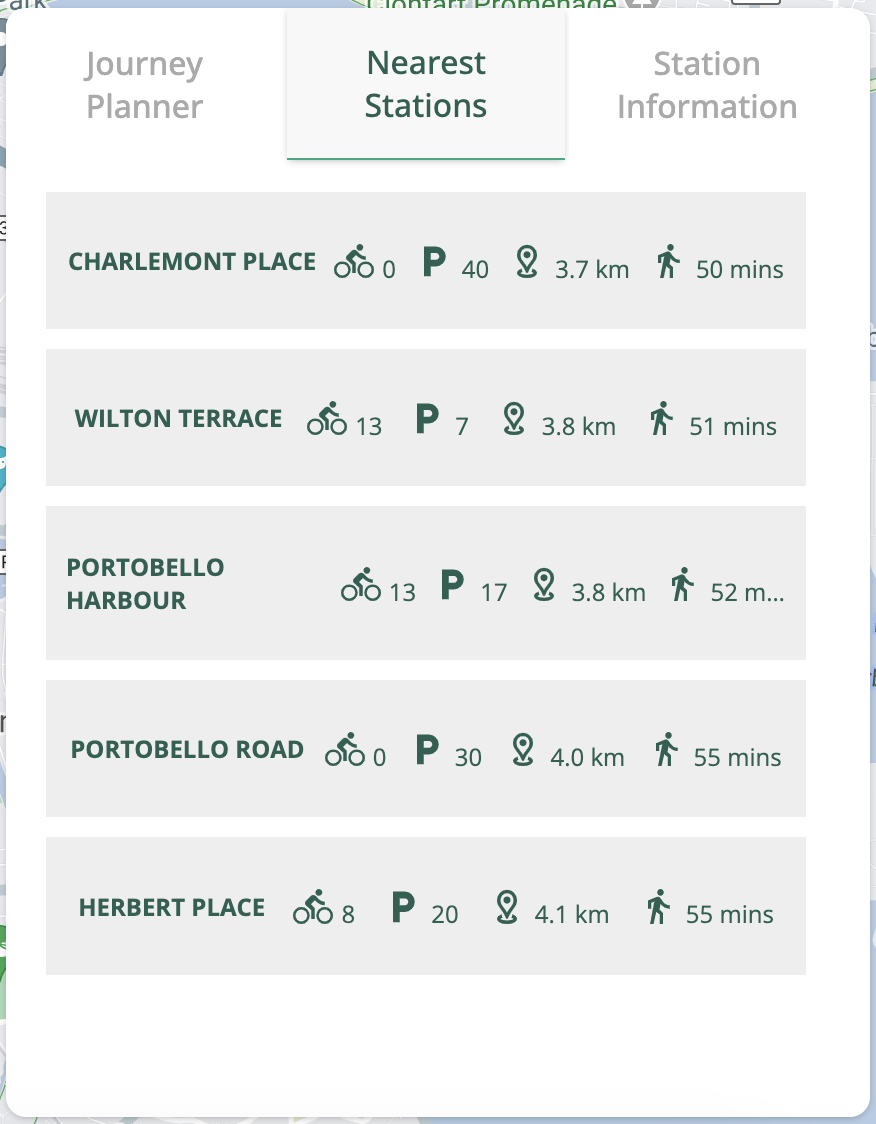 Clontarf Promenade
Journey
Planner
Nearest
Stations
Station
Information
CHARLEMONT PLACE 0 P 40 3.7 km 50 mins
WILTON TERRACE 13 P 7 3.8 km 51 mins
PORTOBELLO
HARBOUR 13 P 17 3.8 km 52 m...
PORTOBELLO ROAD 0 P 30 4.0 km 55 mins
HERBERT PLACE 8 P 20 4.1 km 55 mins